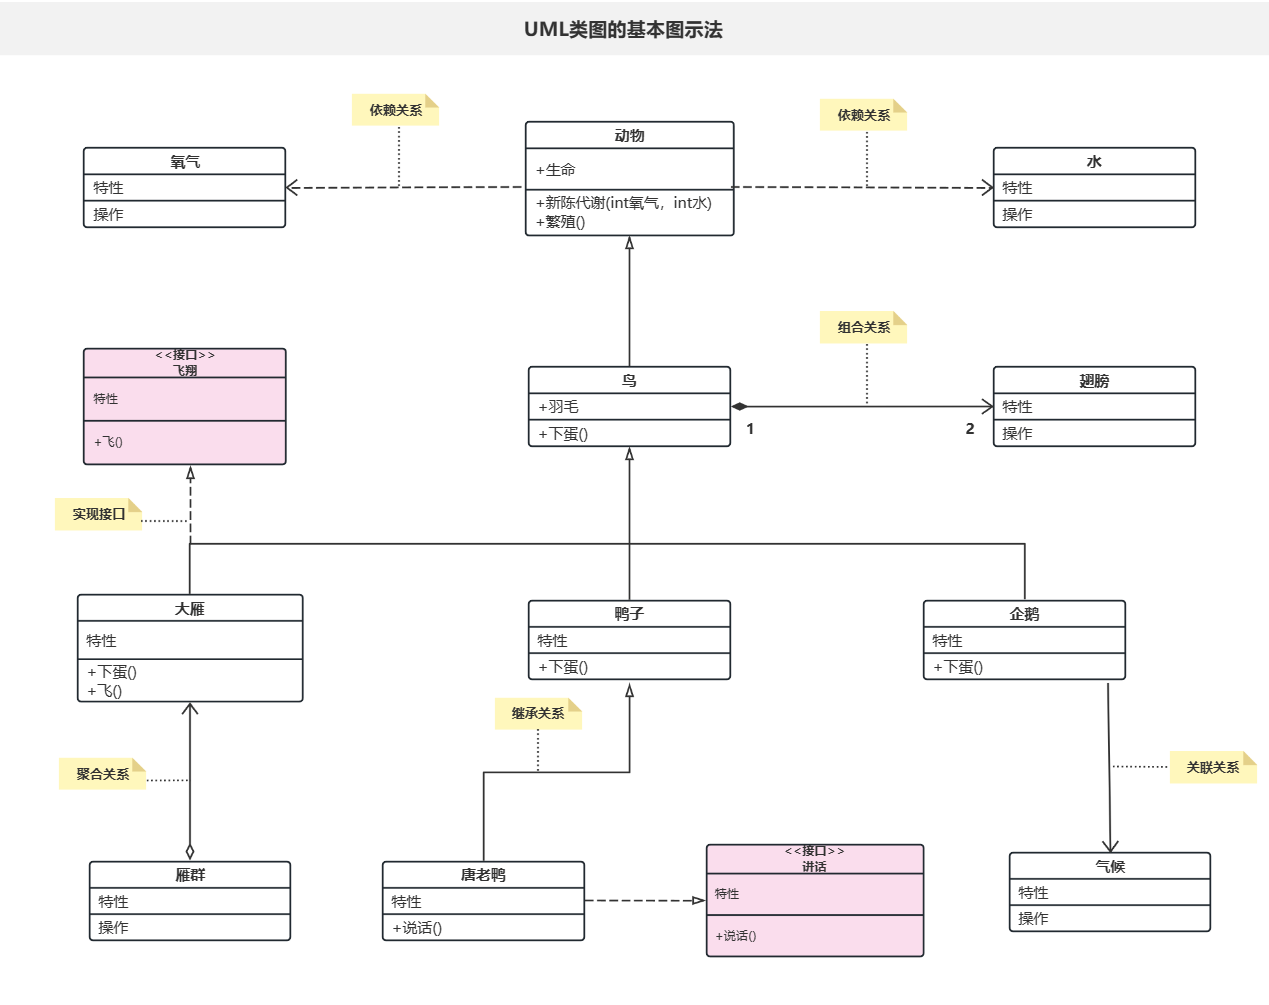 UML类图的基本图示法
依赖关系
依赖关系
氧气
特性
操作
动物
+生命
+新陈代谢(int氧气，int水)
+繁殖()
水
特性
操作
组合关系
<<接口>>
飞翔
特性
+飞()
鸟
+羽毛
+下蛋()
1
2
翅膀
特性
操作
实现接口
大雁
特性
+下蛋()
+飞()
鸭子
特性
+下蛋()
企鹅
特性
+下蛋()
继承关系
聚合关系
关联关系
雁群
特性
操作
唐老鸭
特性
+说话()
<<接口>>
讲话
特性
+说话()
气候
特性
操作